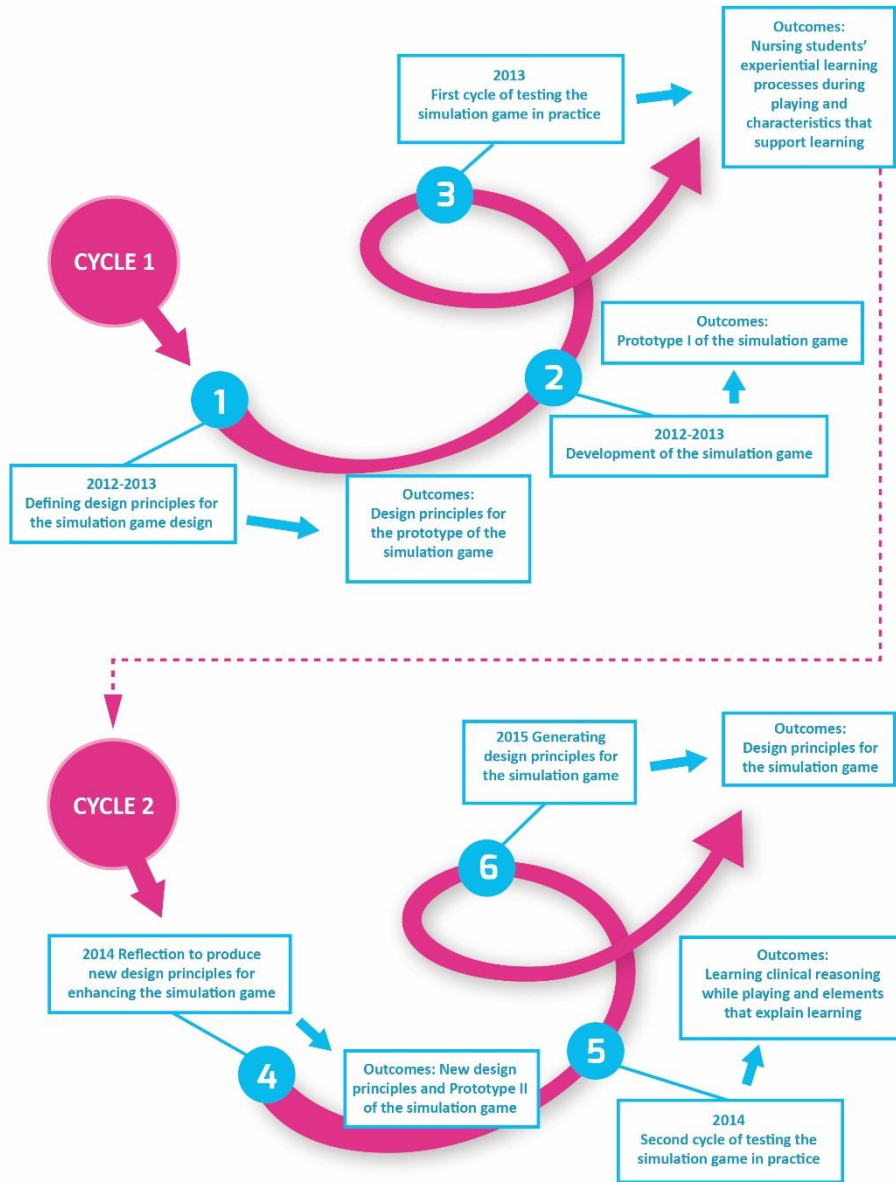 CYCLE 1
1
2012-2013
Defining design principles for
the simulation game design
Outcomes:
Design principles for
the prototype of the
simulation game
2
2012-2013
Development of the simulation game
Outcomes:
Prototype I of the simulation game
3
2013
First cycle of testing the
simulation game in practice
Outcomes:
Nursing students’
experiential learning
processes during
playing and
characteristics that
support learning
CYCLE 2
4
2014 Reflection to produce
new design principles for
enhancing the simulation game
Outcomes: New design
principles and Prototype II
of the simulation game
5
2014
Second cycle of testing the
simulation game in practice
Outcomes:
Learning clinical reasoning
while playing and elements
that explain learning
6
2015 Generating
design principles for
the simulation game
Outcomes:
Design principles for
the simulation game